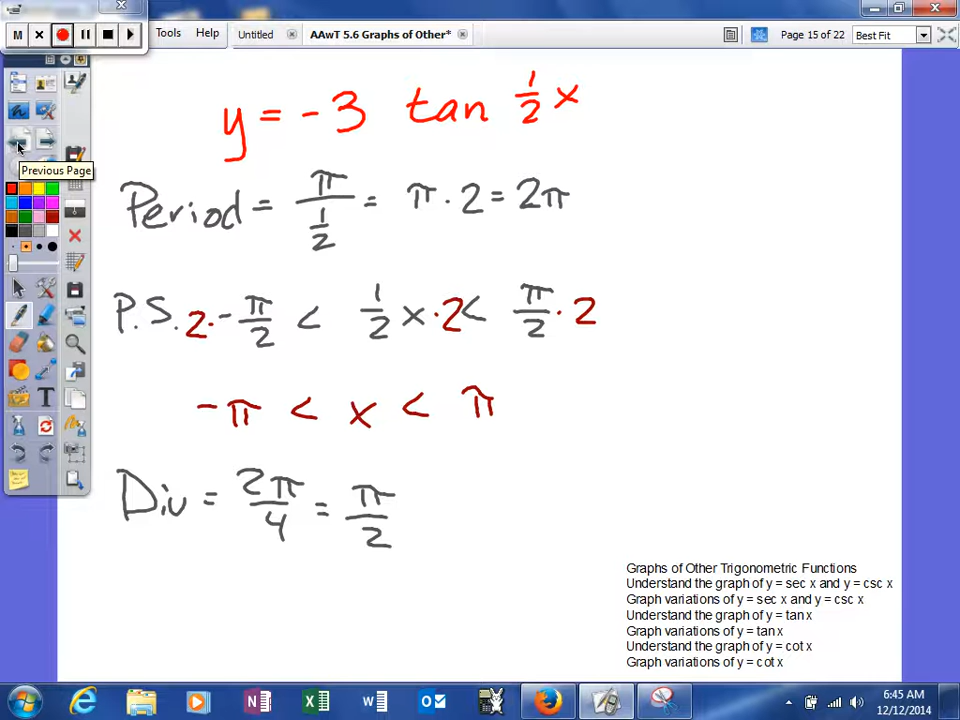 M
Tools Help Untitled AAwT 5.6 Graphs of Other* Page 15 of 22 Best Fit
y = -3 tan 1/2 x
Previous Page
Period = π/(1/2) = π · 2 = 2π
P.S. 2·-π/2 < 1/2 x·2 < π/2 · 2
-π < x < π
Div = 2π/4 = π/2
Graphs of Other Trigonometric Functions
Understand the graph of y = sec x and y = csc x
Graph variations of y = sec x and y = csc x
Understand the graph of y = tan x
Graph variations of y = tan x
Understand the graph of y = cot x
Graph variations of y = cot x
6:45 AM
12/12/2014